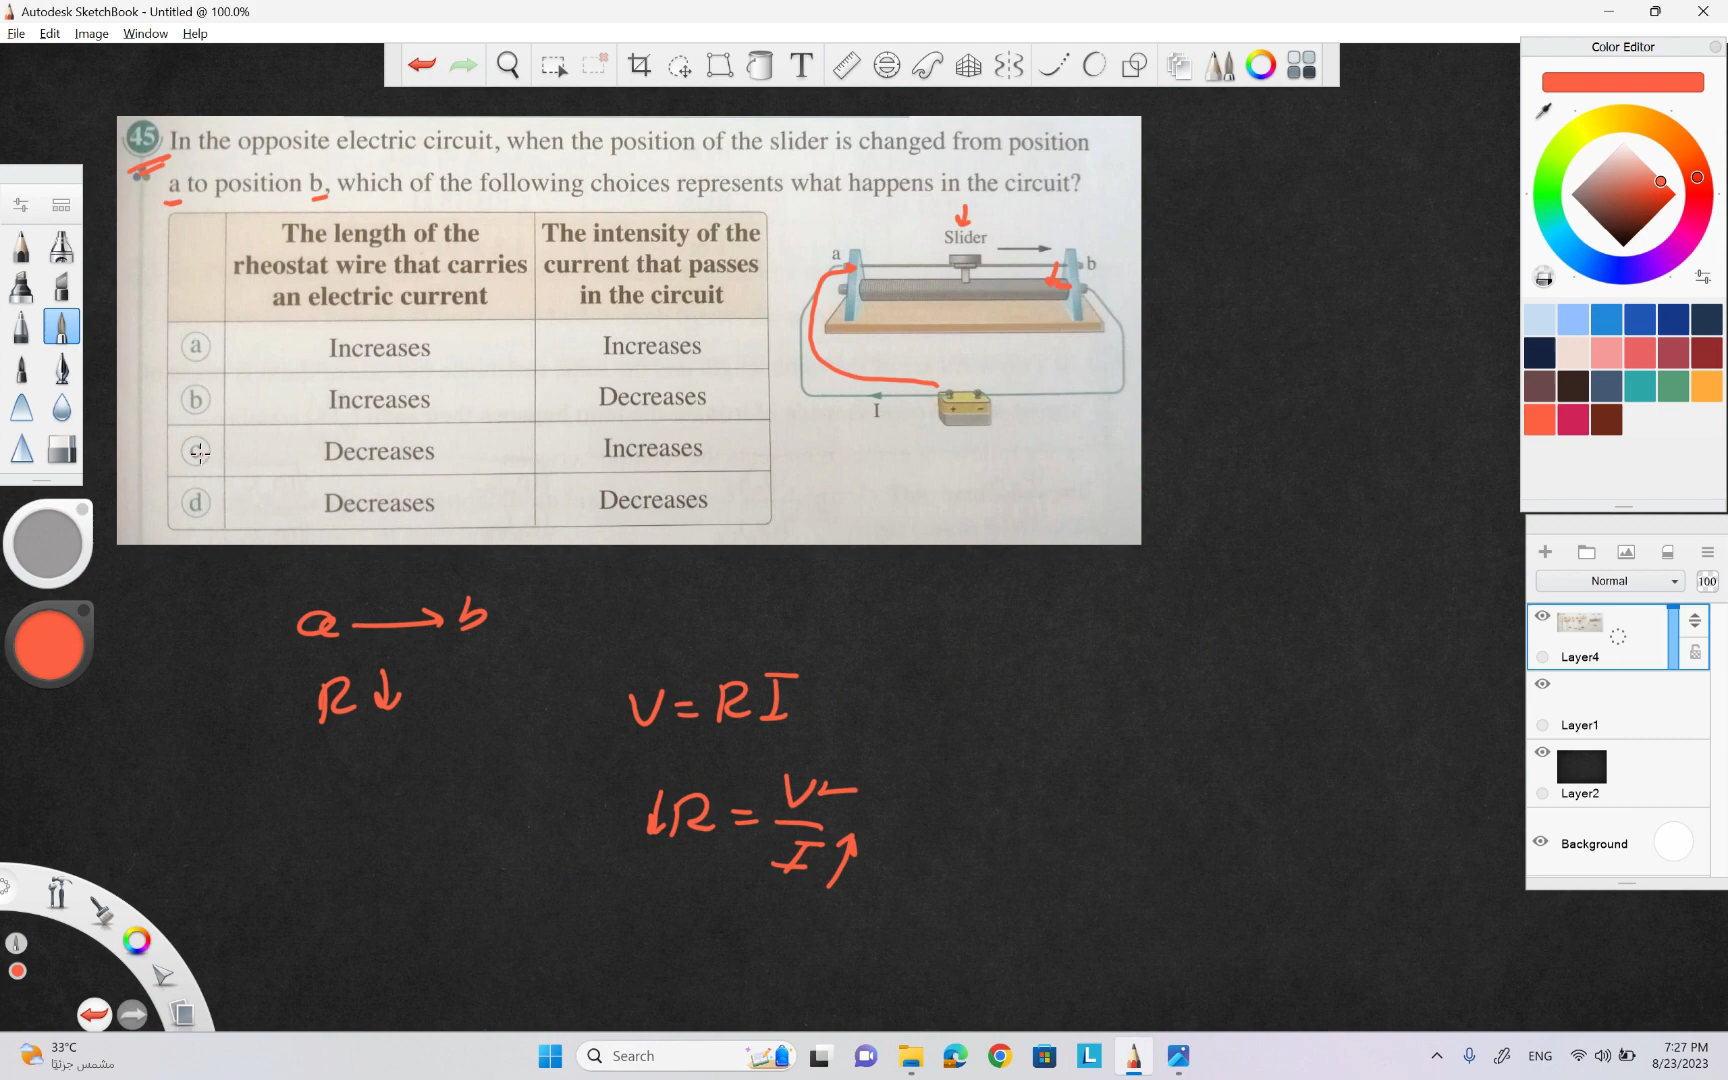 Autodesk SketchBook - Untitled @ 100.0%
File Edit Image Window Help
T
Color Editor
45 In the opposite electric circuit, when the position of the slider is changed from position
a to position b, which of the following choices represents what happens in the circuit?
The length of the rheostat wire that carries an electric current
The intensity of the current that passes in the circuit
a Increases Increases
b Increases Decreases
c Decreases Increases
d Decreases Decreases
Slider
a
b
I
+ -
a → b
R ↓
V = R I
↓R = V
I ↑
Normal
100
Layer4
Layer1
Layer2
Background
33°C
مشمس جزئيًا
Search
L
ENG
7:27 PM
8/23/2023